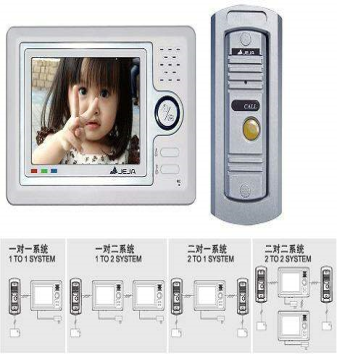 JEJA
CALL
JEJA
一对一系统
1 TO 1 SYSTEM
一对二系统
1 TO 2 SYSTEM
二对一系统
2 TO 1 SYSTEM
二对二系统
2 TO 2 SYSTEM